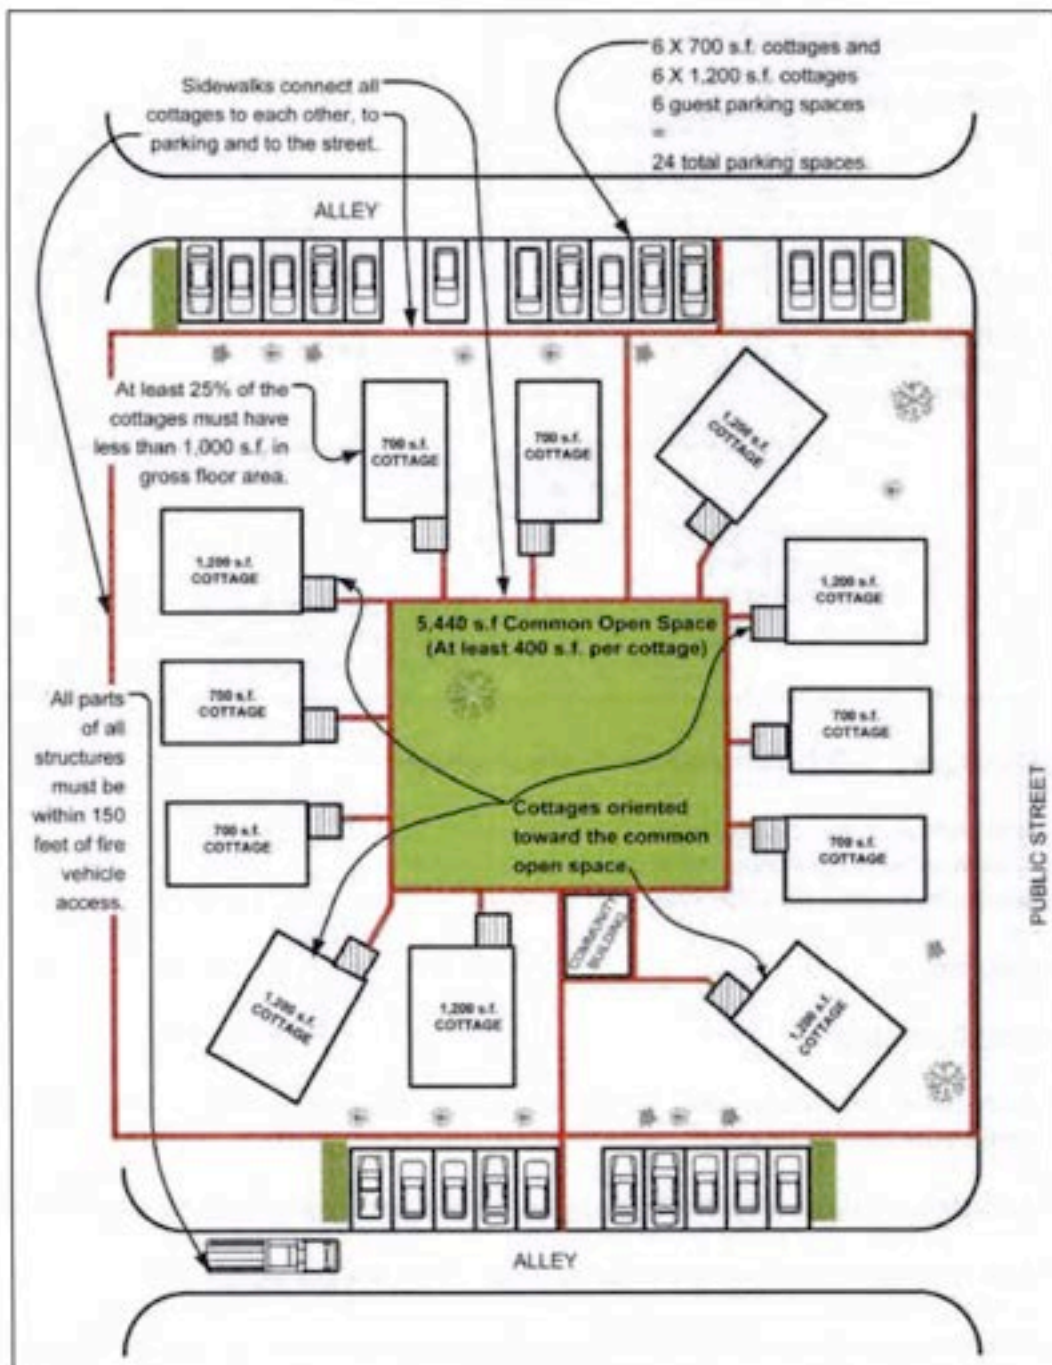 6 X 700 s.f. cottages and
6 X 1,200 s.f. cottages
6 guest parking spaces
=
24 total parking spaces.
Sidewalks connect all
cottages to each other, to
parking and to the street.
ALLEY
At least 25% of the
cottages must have
less than 1,000 s.f. in
gross floor area.
700 s.f.
COTTAGE
700 s.f.
COTTAGE
1,200 s.f.
COTTAGE
1,200 s.f.
COTTAGE
1,200 s.f.
COTTAGE
5,440 s.f Common Open Space
(At least 400 s.f. per cottage)
All parts
of all
structures
must be
within 150
feet of fire
vehicle
access.
700 s.f.
COTTAGE
700 s.f.
COTTAGE
700 s.f.
COTTAGE
700 s.f.
COTTAGE
Cottages oriented
toward the common
open space.
PUBLIC STREET
COMMUNITY
BUILDING
1,200 s.f.
COTTAGE
1,200 s.f.
COTTAGE
1,200 s.f.
COTTAGE
ALLEY